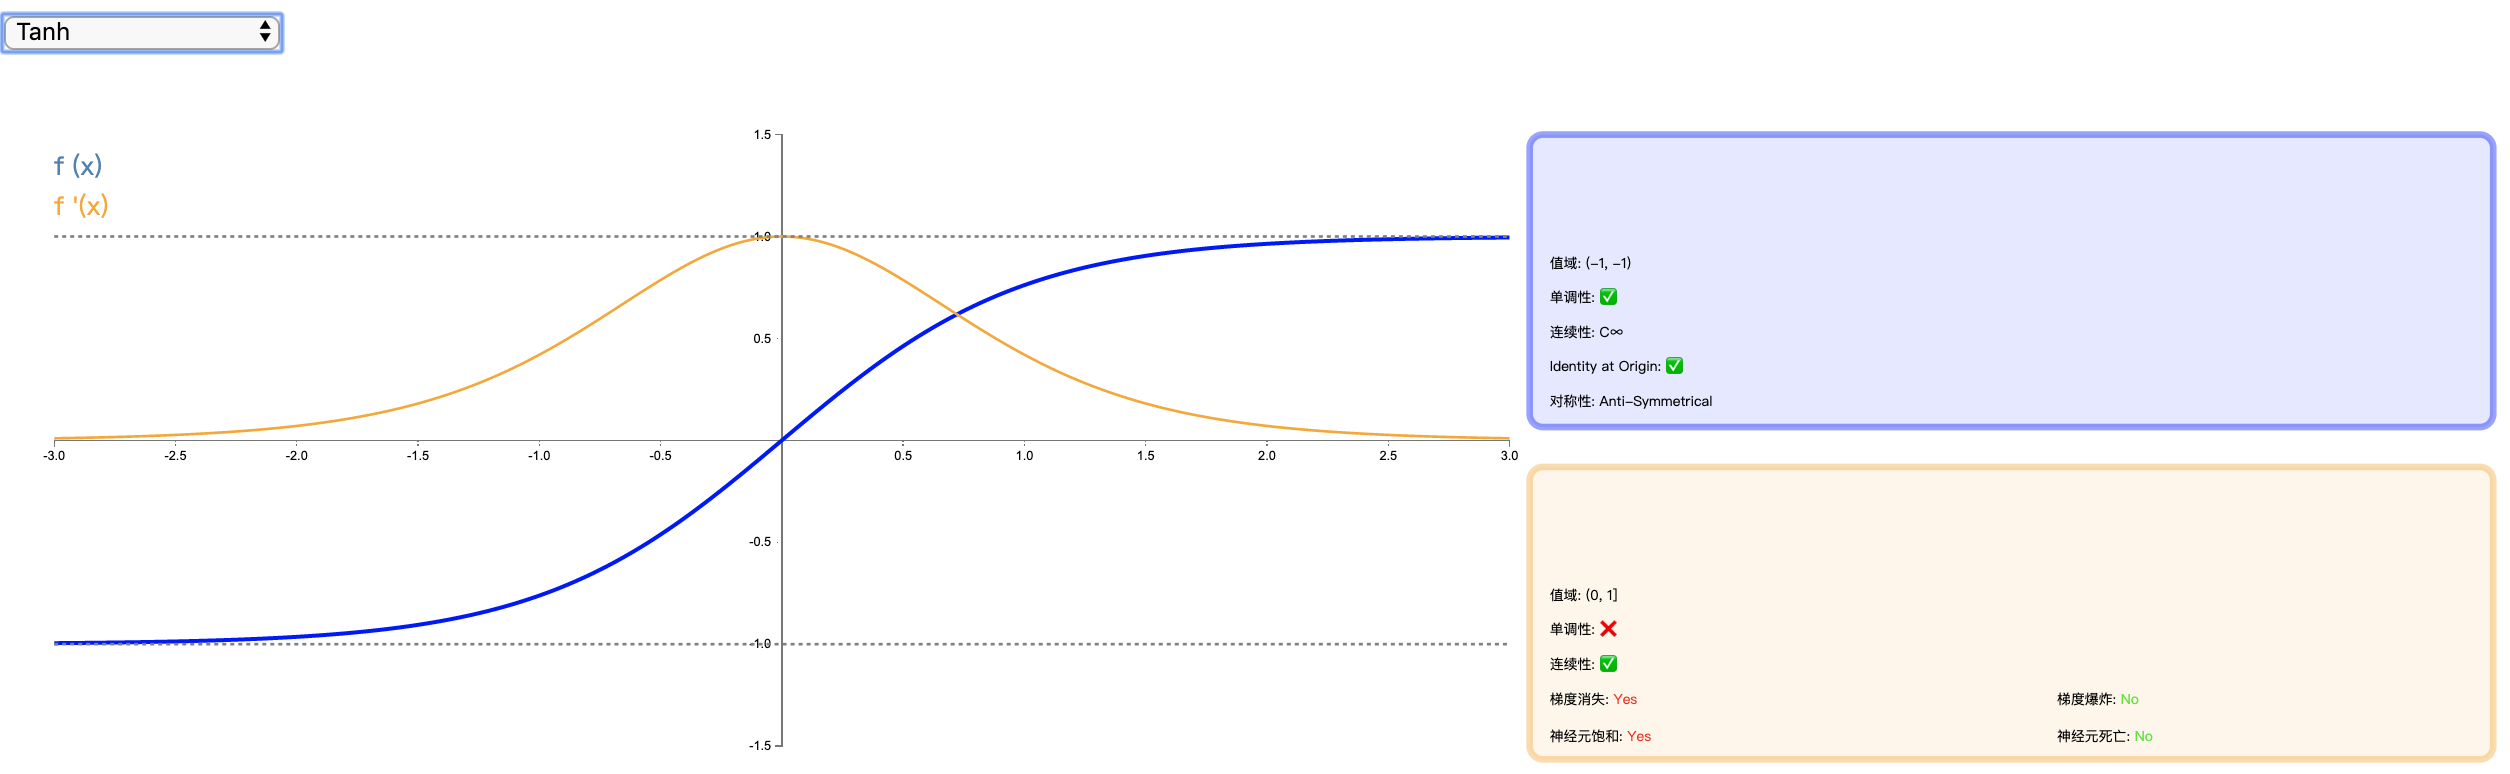 Tanh
f (x)
f '(x)
1.5
1.0
0.5
-0.5
-1.0
-1.5
-3.0 -2.5 -2.0 -1.5 -1.0 -0.5 0.5 1.0 1.5 2.0 2.5 3.0
值域: (-1, -1)
单调性: ✅
连续性: C∞
Identity at Origin: ✅
对称性: Anti-Symmetrical
值域: (0, 1]
单调性: ❌
连续性: ✅
梯度消失: Yes 梯度爆炸: No
神经元饱和: Yes 神经元死亡: No